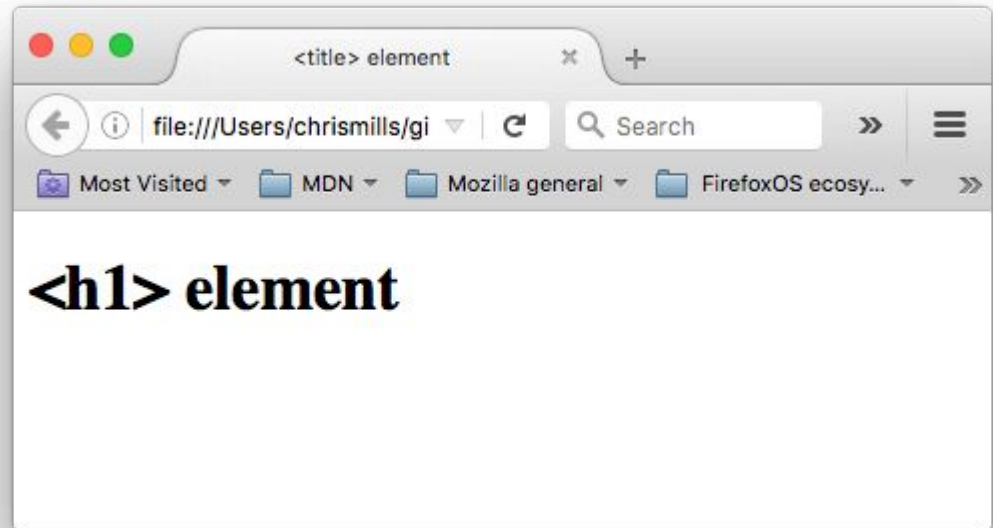 <title> element
file:///Users/chrismills/gi
Search
Most Visited MDN Mozilla general FirefoxOS ecosy...
<h1> element